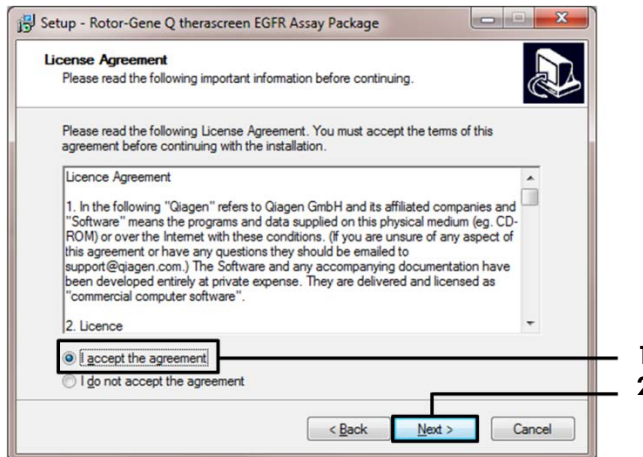 Setup - Rotor-Gene Q therascreen EGFR Assay Package
License Agreement
Please read the following important information before continuing.
Please read the following License Agreement. You must accept the terms of this
agreement before continuing with the installation.
Licence Agreement
1. In the following "Qiagen" refers to Qiagen GmbH and its affiliated companies and
"Software" means the programs and data supplied on this physical medium (eg. CD-
ROM) or over the Internet with these conditions. (If you are unsure of any aspect of
this agreement or have any questions they should be emailed to
support@qiagen.com.) The Software and any accompanying documentation have
been developed entirely at private expense. They are delivered and licensed as
"commercial computer software".
2. Licence
I accept the agreement
1
I do not accept the agreement
2
< Back
Next >
Cancel